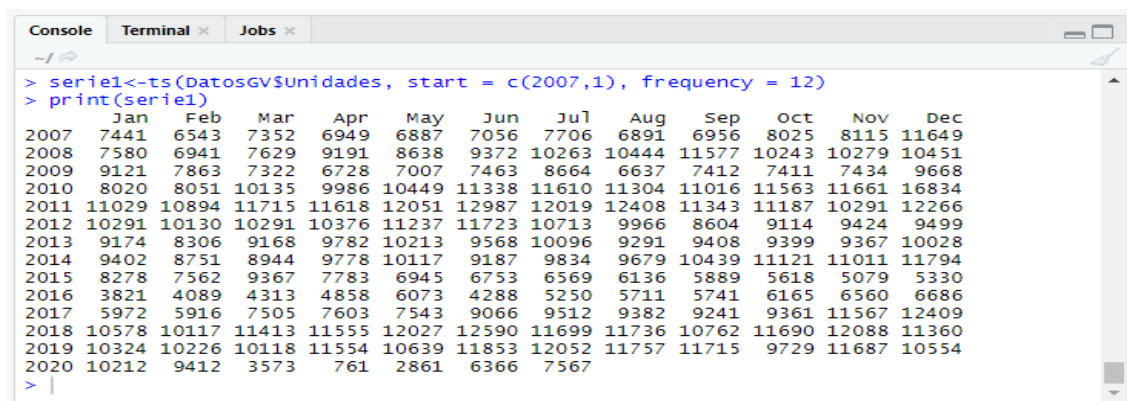 Console Terminal × Jobs ×
~/
> serie1<-ts(DatosGV$Unidades, start = c(2007,1), frequency = 12)
> print(serie1)
Jan Feb Mar Apr May Jun Jul Aug Sep Oct Nov Dec
2007 7441 6543 7352 6949 6887 7056 7706 6891 6956 8025 8115 11649
2008 7580 6941 7629 9191 8638 9372 10263 10444 11577 10243 10279 10451
2009 9121 7863 7322 6728 7007 7463 8664 6637 7412 7411 7434 9668
2010 8020 8051 10135 9986 10449 11338 11610 11304 11016 11563 11661 16834
2011 11029 10894 11715 11618 12051 12987 12019 12408 11343 11187 10291 12266
2012 10291 10130 10291 10376 11237 11723 10713 9966 8604 9114 9424 9499
2013 9174 8306 9168 9782 10213 9568 10096 9291 9408 9399 9367 10028
2014 9402 8751 8944 9778 10117 9187 9834 9679 10439 11121 11011 11794
2015 8278 7562 9367 7783 6945 6753 6569 6136 5889 5618 5079 5330
2016 3821 4089 4313 4858 6073 4288 5250 5711 5741 6165 6560 6686
2017 5972 5916 7505 7603 7543 9066 9512 9382 9241 9361 11567 12409
2018 10578 10117 11413 11555 12027 12590 11699 11736 10762 11690 12088 11360
2019 10324 10226 10118 11554 10639 11853 12052 11757 11715 9729 11687 10554
2020 10212 9412 3573 761 2861 6366 7567
>